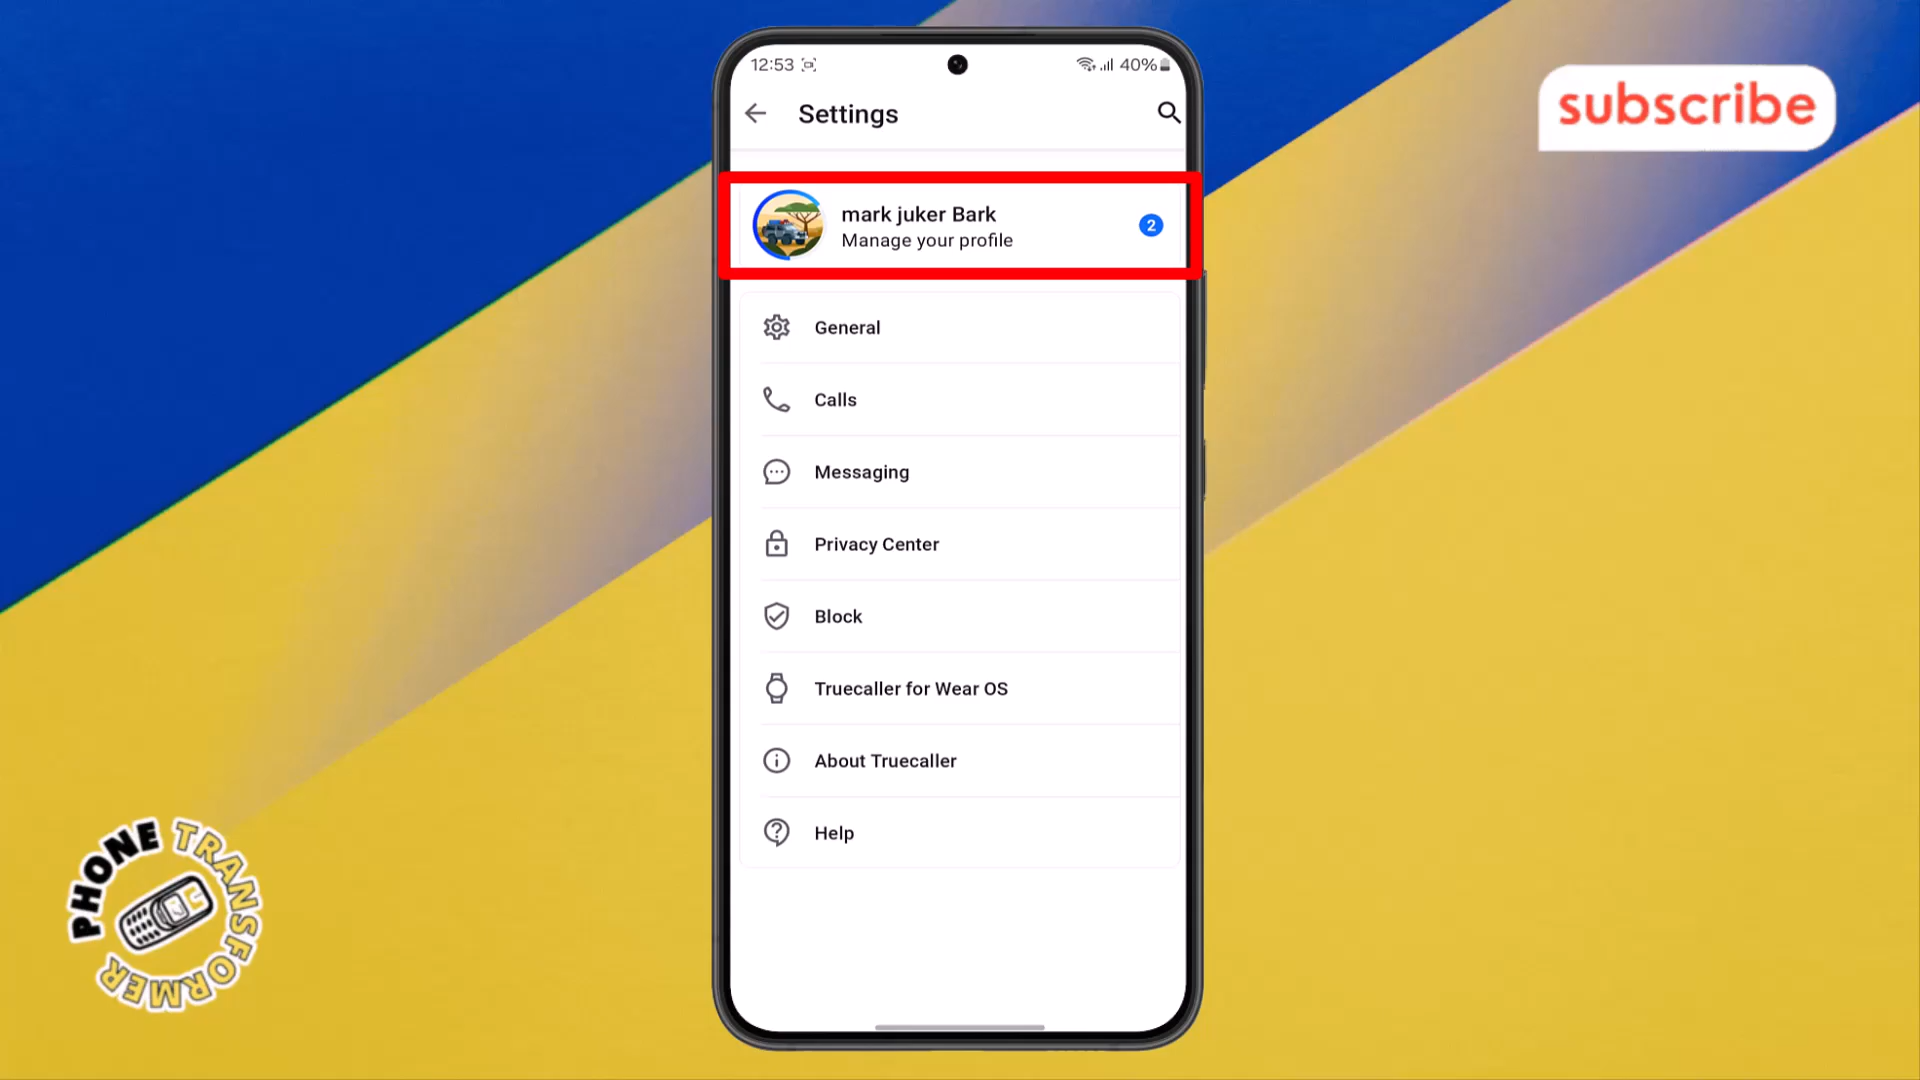 12:53
40%
Settings
subscribe
mark juker Bark
Manage your profile
2
General
Calls
Messaging
Privacy Center
Block
Truecaller for Wear OS
About Truecaller
Help
PHONE TRANSFORMER